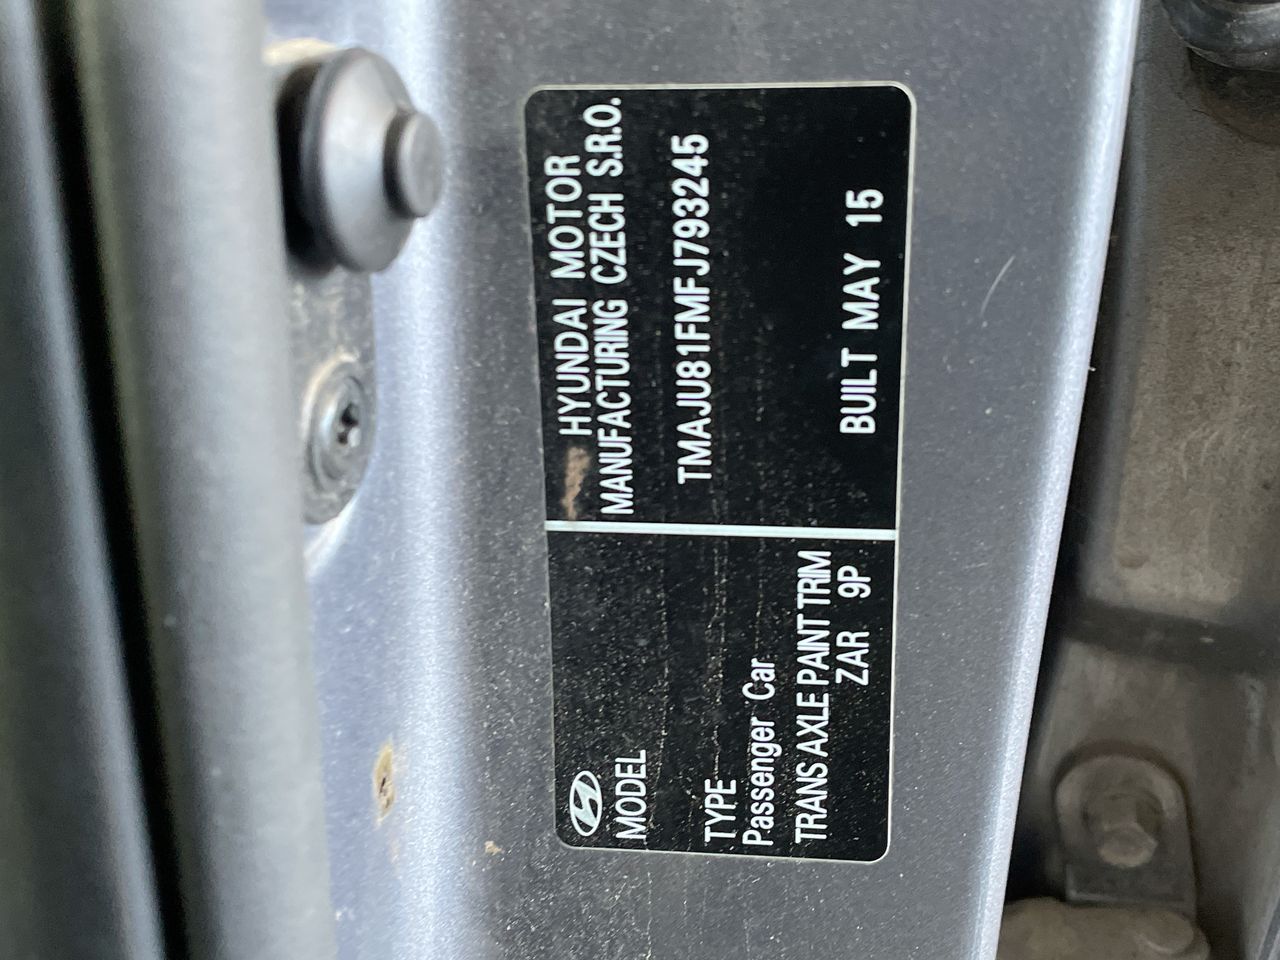 MODEL
TYPE
Passenger Car
TRANS AXLE PAINT TRIM
ZAR 9P
HYUNDAI MOTOR
MANUFACTURING CZECH S.R.O.
TMAJU81FMFJ793245
BUILT MAY 15